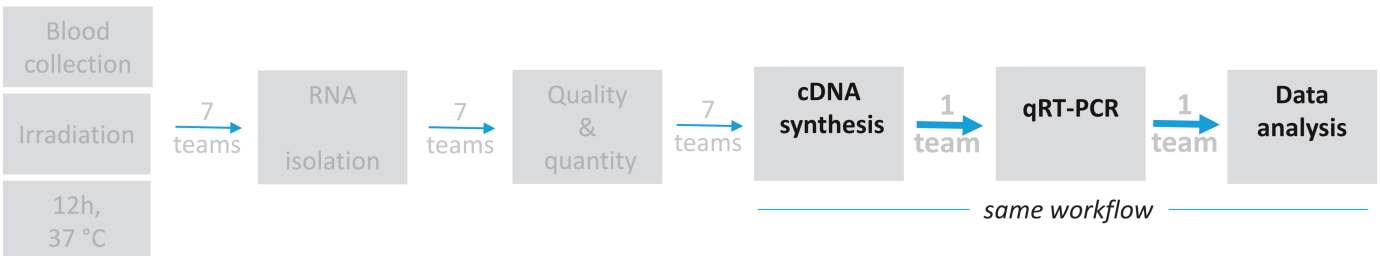 Blood
collection
Irradiation
12h,
37 °C
7
teams
RNA
isolation
7
teams
Quality
&
quantity
7
teams
cDNA
synthesis
1
team
qRT-PCR
1
team
Data
analysis
same workflow